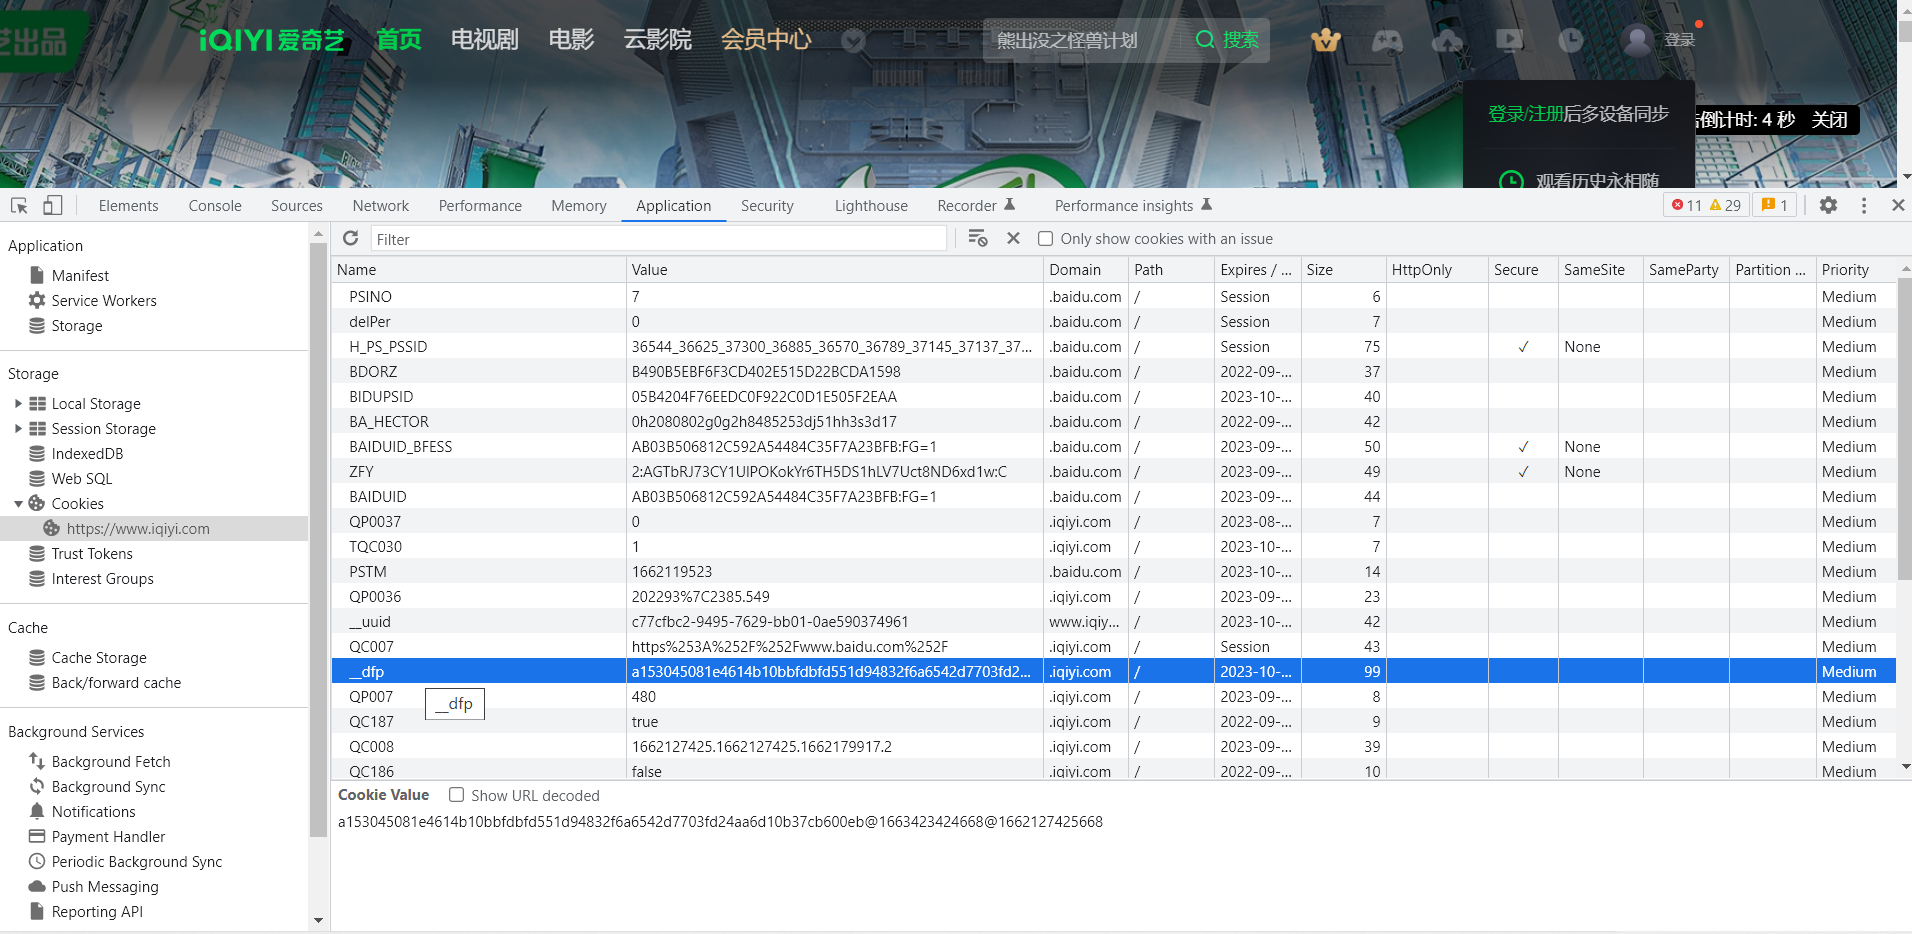 艺出品 iQIYI 爱奇艺 首页 电视剧 电影 云影院 会员中心 熊出没之怪兽计划 搜索 登录
登录/注册后多设备同步
倒计时: 4 秒 关闭
观看历史永相随
Elements Console Sources Network Performance Memory Application Security Lighthouse Recorder Performance insights 11 29 1
Application
Manifest
Service Workers
Storage
Storage
Local Storage
Session Storage
IndexedDB
Web SQL
Cookies
https://www.iqiyi.com
Trust Tokens
Interest Groups
Cache
Cache Storage
Back/forward cache
Background Services
Background Fetch
Background Sync
Notifications
Payment Handler
Periodic Background Sync
Push Messaging
Reporting API
Filter Only show cookies with an issue
Name Value Domain Path Expires / ... Size HttpOnly Secure SameSite SameParty Partition ... Priority
PSINO 7 .baidu.com / Session 6 Medium
delPer 0 .baidu.com / Session 7 Medium
H_PS_PSSID 36544_36625_37300_36885_36570_36789_37145_37137_37... .baidu.com / Session 75 ✓ None Medium
BDORZ B490B5EBF6F3CD402E515D22BCDA1598 .baidu.com / 2022-09-... 37 Medium
BIDUPSID 05B4204F76EEDC0F922C0D1E505F2EAA .baidu.com / 2023-10-... 40 Medium
BA_HECTOR 0h2080802g0g2h8485253dj51hh3s3d17 .baidu.com / 2022-09-... 42 Medium
BAIDUID_BFESS AB03B506812C592A54484C35F7A23BFB:FG=1 .baidu.com / 2023-09-... 50 ✓ None Medium
ZFY 2:AGTbRJ73CY1UIPOKokYr6TH5DS1hLV7Uct8ND6xd1w:C .baidu.com / 2023-09-... 49 ✓ None Medium
BAIDUID AB03B506812C592A54484C35F7A23BFB:FG=1 .baidu.com / 2023-09-... 44 Medium
QP0037 0 .iqiyi.com / 2023-08-... 7 Medium
TQC030 1 .iqiyi.com / 2023-10-... 7 Medium
PSTM 1662119523 .baidu.com / 2023-10-... 14 Medium
QP0036 202293%7C2385.549 .iqiyi.com / 2023-09-... 23 Medium
__uuid c77cfbc2-9495-7629-bb01-0ae590374961 www.iqiy... / 2023-10-... 42 Medium
QC007 https%253A%252F%252Fwww.baidu.com%252F .iqiyi.com / Session 43 Medium
__dfp a153045081e4614b10bbfdbfd551d94832f6a6542d7703fd2... .iqiyi.com / 2023-10-... 99 Medium
QP007 480 .iqiyi.com / 2023-09-... 8 Medium
__dfp
QC187 true .iqiyi.com / 2022-09-... 9 Medium
QC008 1662127425.1662127425.1662179917.2 .iqiyi.com / 2023-09-... 39 Medium
QC186 false .iqiyi.com / 2022-09-... 10 Medium
Cookie Value Show URL decoded
a153045081e4614b10bbfdbfd551d94832f6a6542d7703fd24aa6d10b37cb600eb@1663423424668@1662127425668